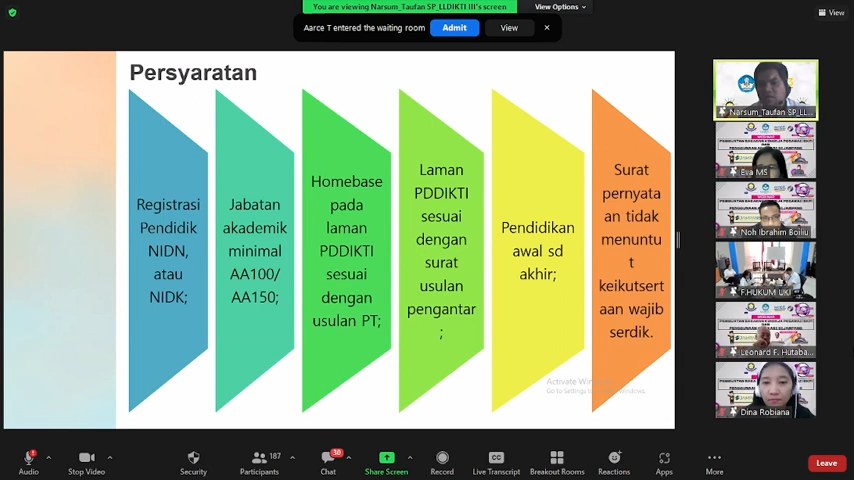 You are viewing Narsum_Taufan SP_LLDIKTI III's screen
View Options
View
Aarce T entered the waiting room
Admit
View
Persyaratan
Registrasi
Pendidik
NIDN,
atau
NIDK;
Jabatan
akademik
minimal
AA100/
AA150;
Homebase
pada
laman
PDDIKTI
sesuai
dengan
usulan PT;
Laman
PDDIKTI
sesuai
dengan
surat
usulan
pengantar
;
Pendidikan
awal sd
akhir;
Surat
pernyata
an tidak
menuntu
t
keikutsert
aan wajib
serdik.
Activate
Go to Settings
Narsum_Taufan SP_LL...
Eva MS
Noh Ibrahim Boiliu
F.HUKUM UKI
Leonard F. Hutaba...
Dina Robiana
Audio
Stop Video
Security
187
Participants
30
Chat
Share Screen
Record
CC
Live Transcript
Breakout Rooms
Reactions
Apps
More
Leave